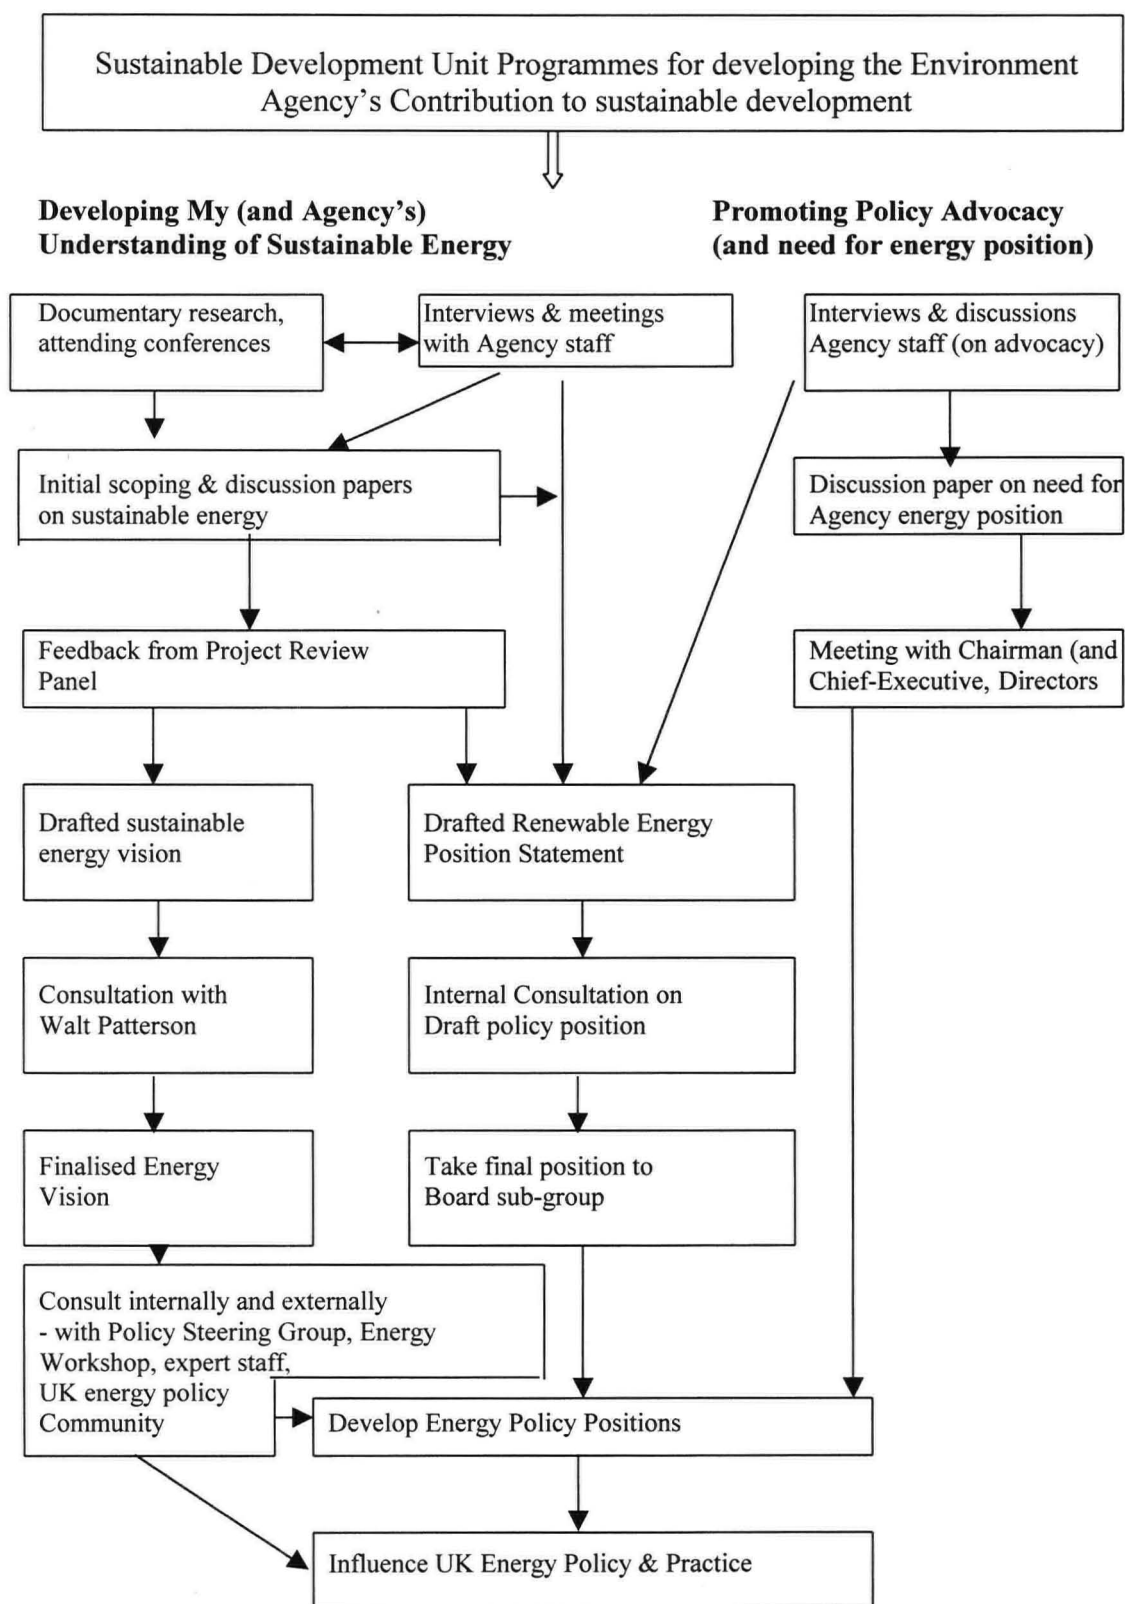 Sustainable Development Unit Programmes for developing the Environment
Agency's Contribution to sustainable development
Developing My (and Agency's)
Understanding of Sustainable Energy
Promoting Policy Advocacy
(and need for energy position)
Documentary research,
attending conferences
Interviews & meetings
with Agency staff
Interviews & discussions
Agency staff (on advocacy)
Initial scoping & discussion papers
on sustainable energy
Discussion paper on need for
Agency energy position
Feedback from Project Review
Panel
Meeting with Chairman (and
Chief-Executive, Directors
Drafted sustainable
energy vision
Drafted Renewable Energy
Position Statement
Consultation with
Walt Patterson
Internal Consultation on
Draft policy position
Finalised Energy
Vision
Take final position to
Board sub-group
Consult internally and externally
- with Policy Steering Group, Energy
Workshop, expert staff,
UK energy policy
Community
Develop Energy Policy Positions
Influence UK Energy Policy & Practice